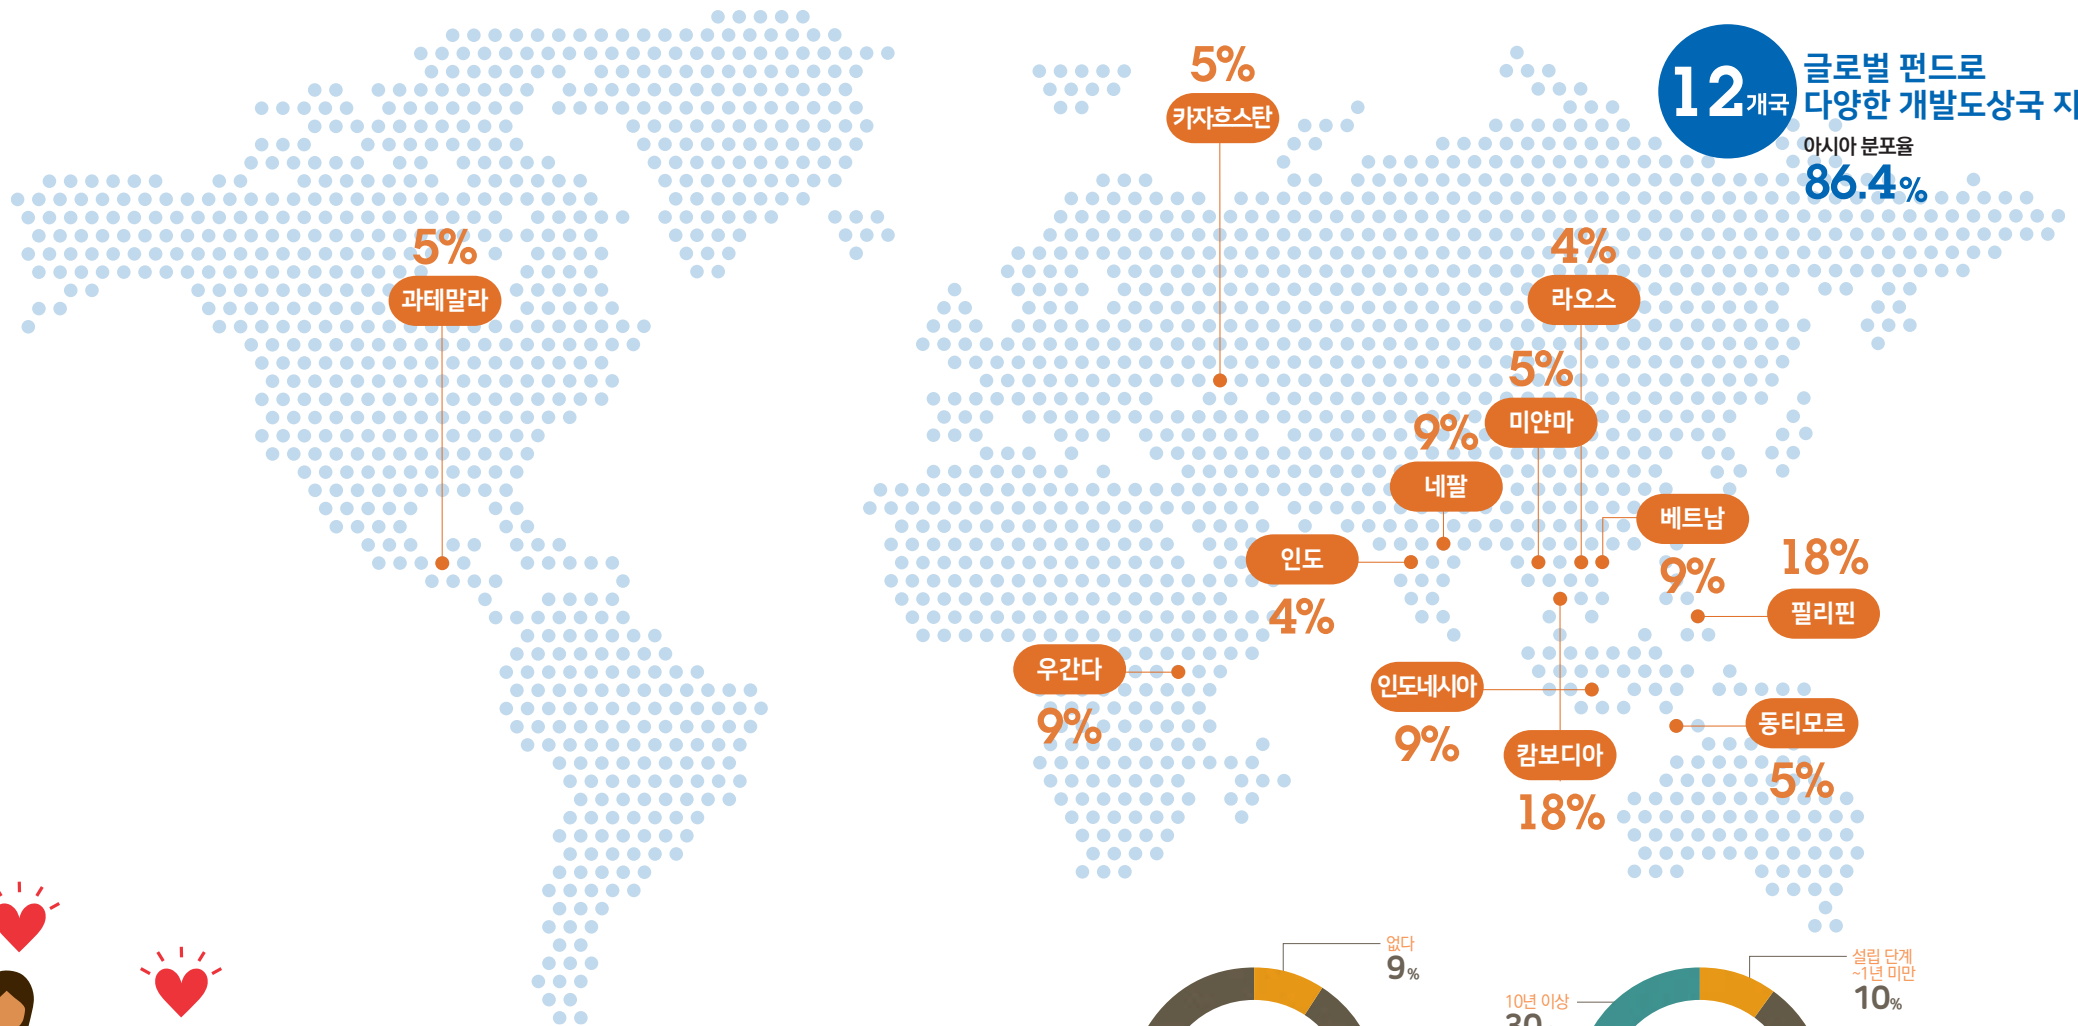 12개국
글로벌 펀드로
다양한 개발도상국 지
아시아 분포율
86.4%
5%
카자흐스탄
5%
과테말라
4%
라오스
5%
미얀마
9%
네팔
베트남
9%
인도
4%
18%
필리핀
우간다
9%
인도네시아
9%
캄보디아
18%
동티모르
5%
없다
9%
10년 이상
30
설립 단계
~1년 미만
10%